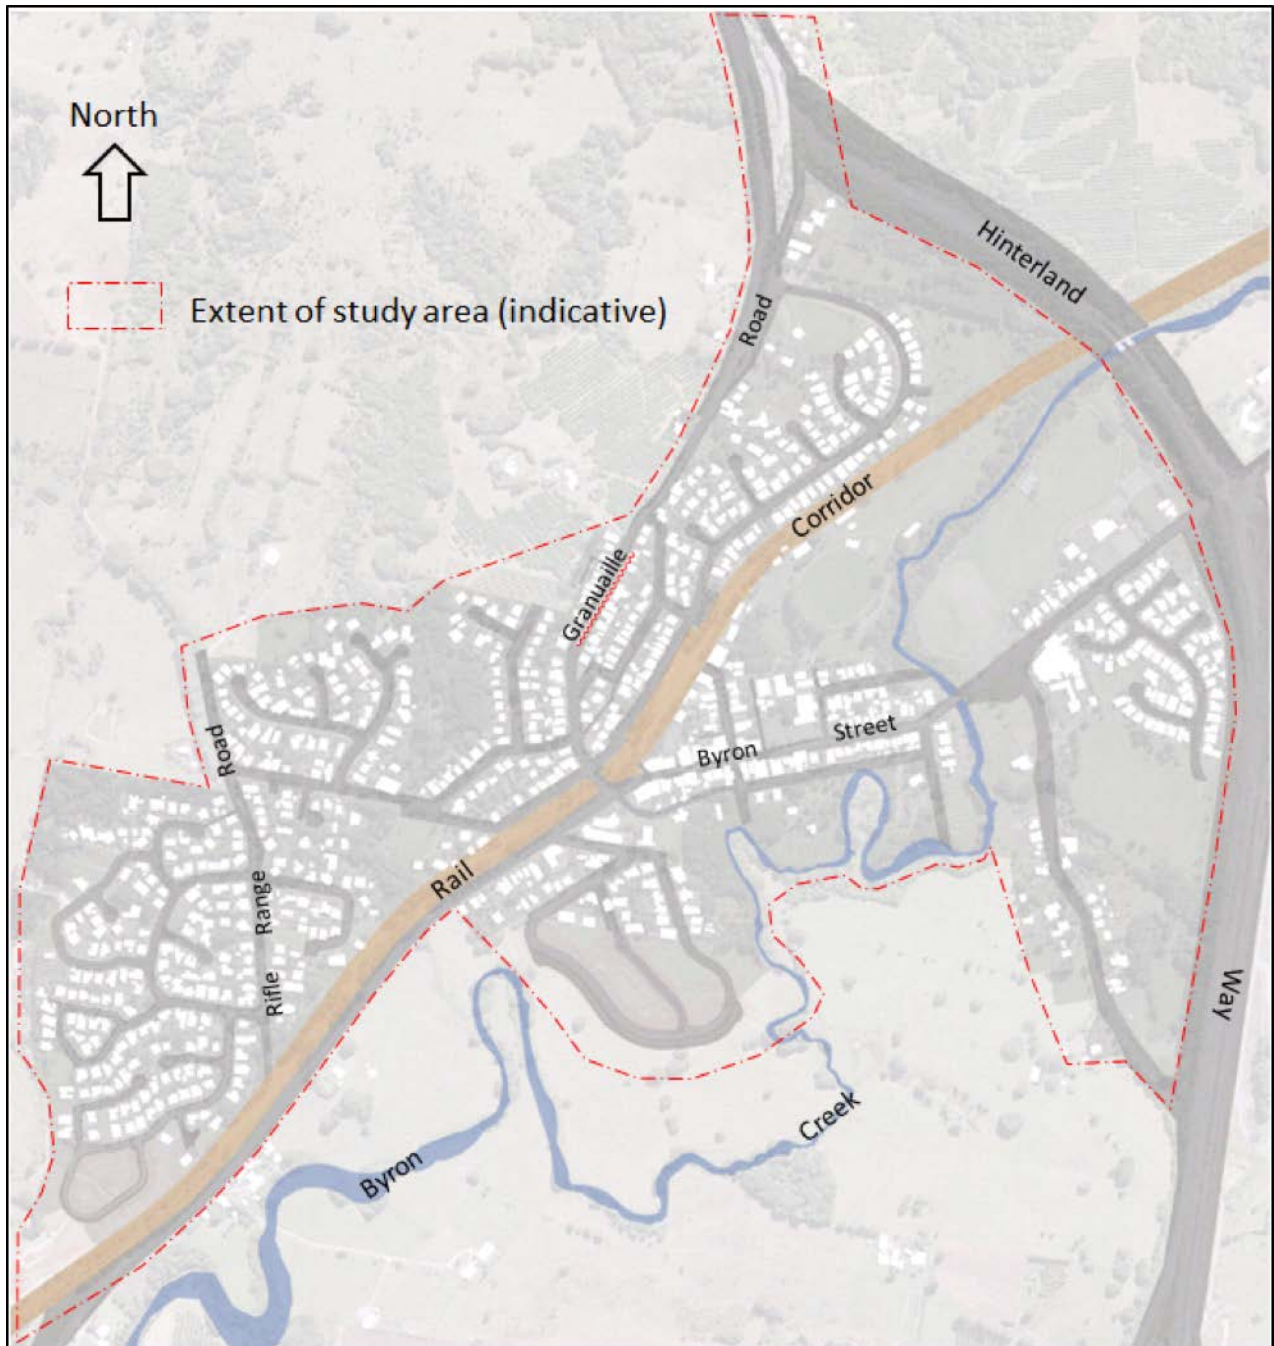 North
Hinterland
Extent of study area (indicative)
Road
Corridor
Granuaille
Road
Byron
Street
Rail
Range
Rifle
Way
Creek
Byron